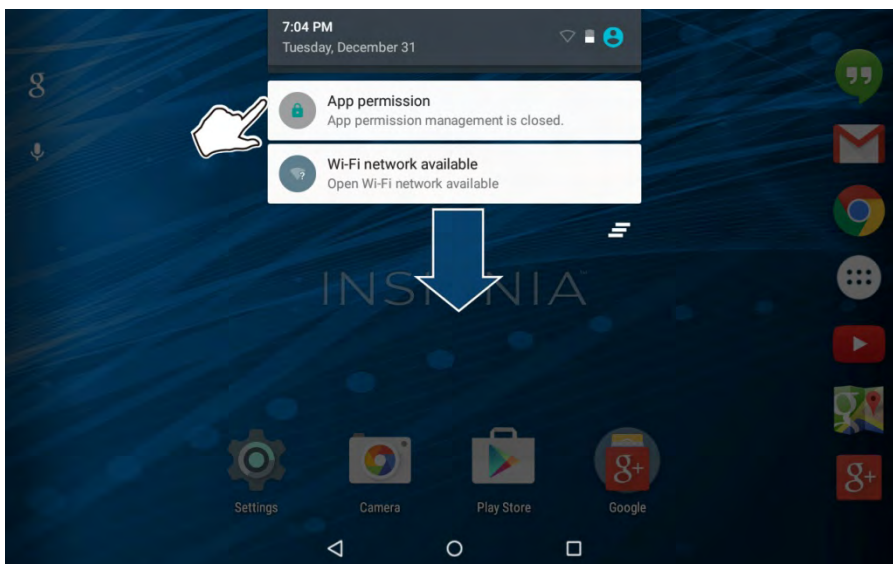 7:04 PM
Tuesday, December 31
g
App permission
App permission management is closed.
Wi-Fi network available
Open Wi-Fi network available
INSIGNIA
Settings
Camera
Play Store
g+
Google
g+